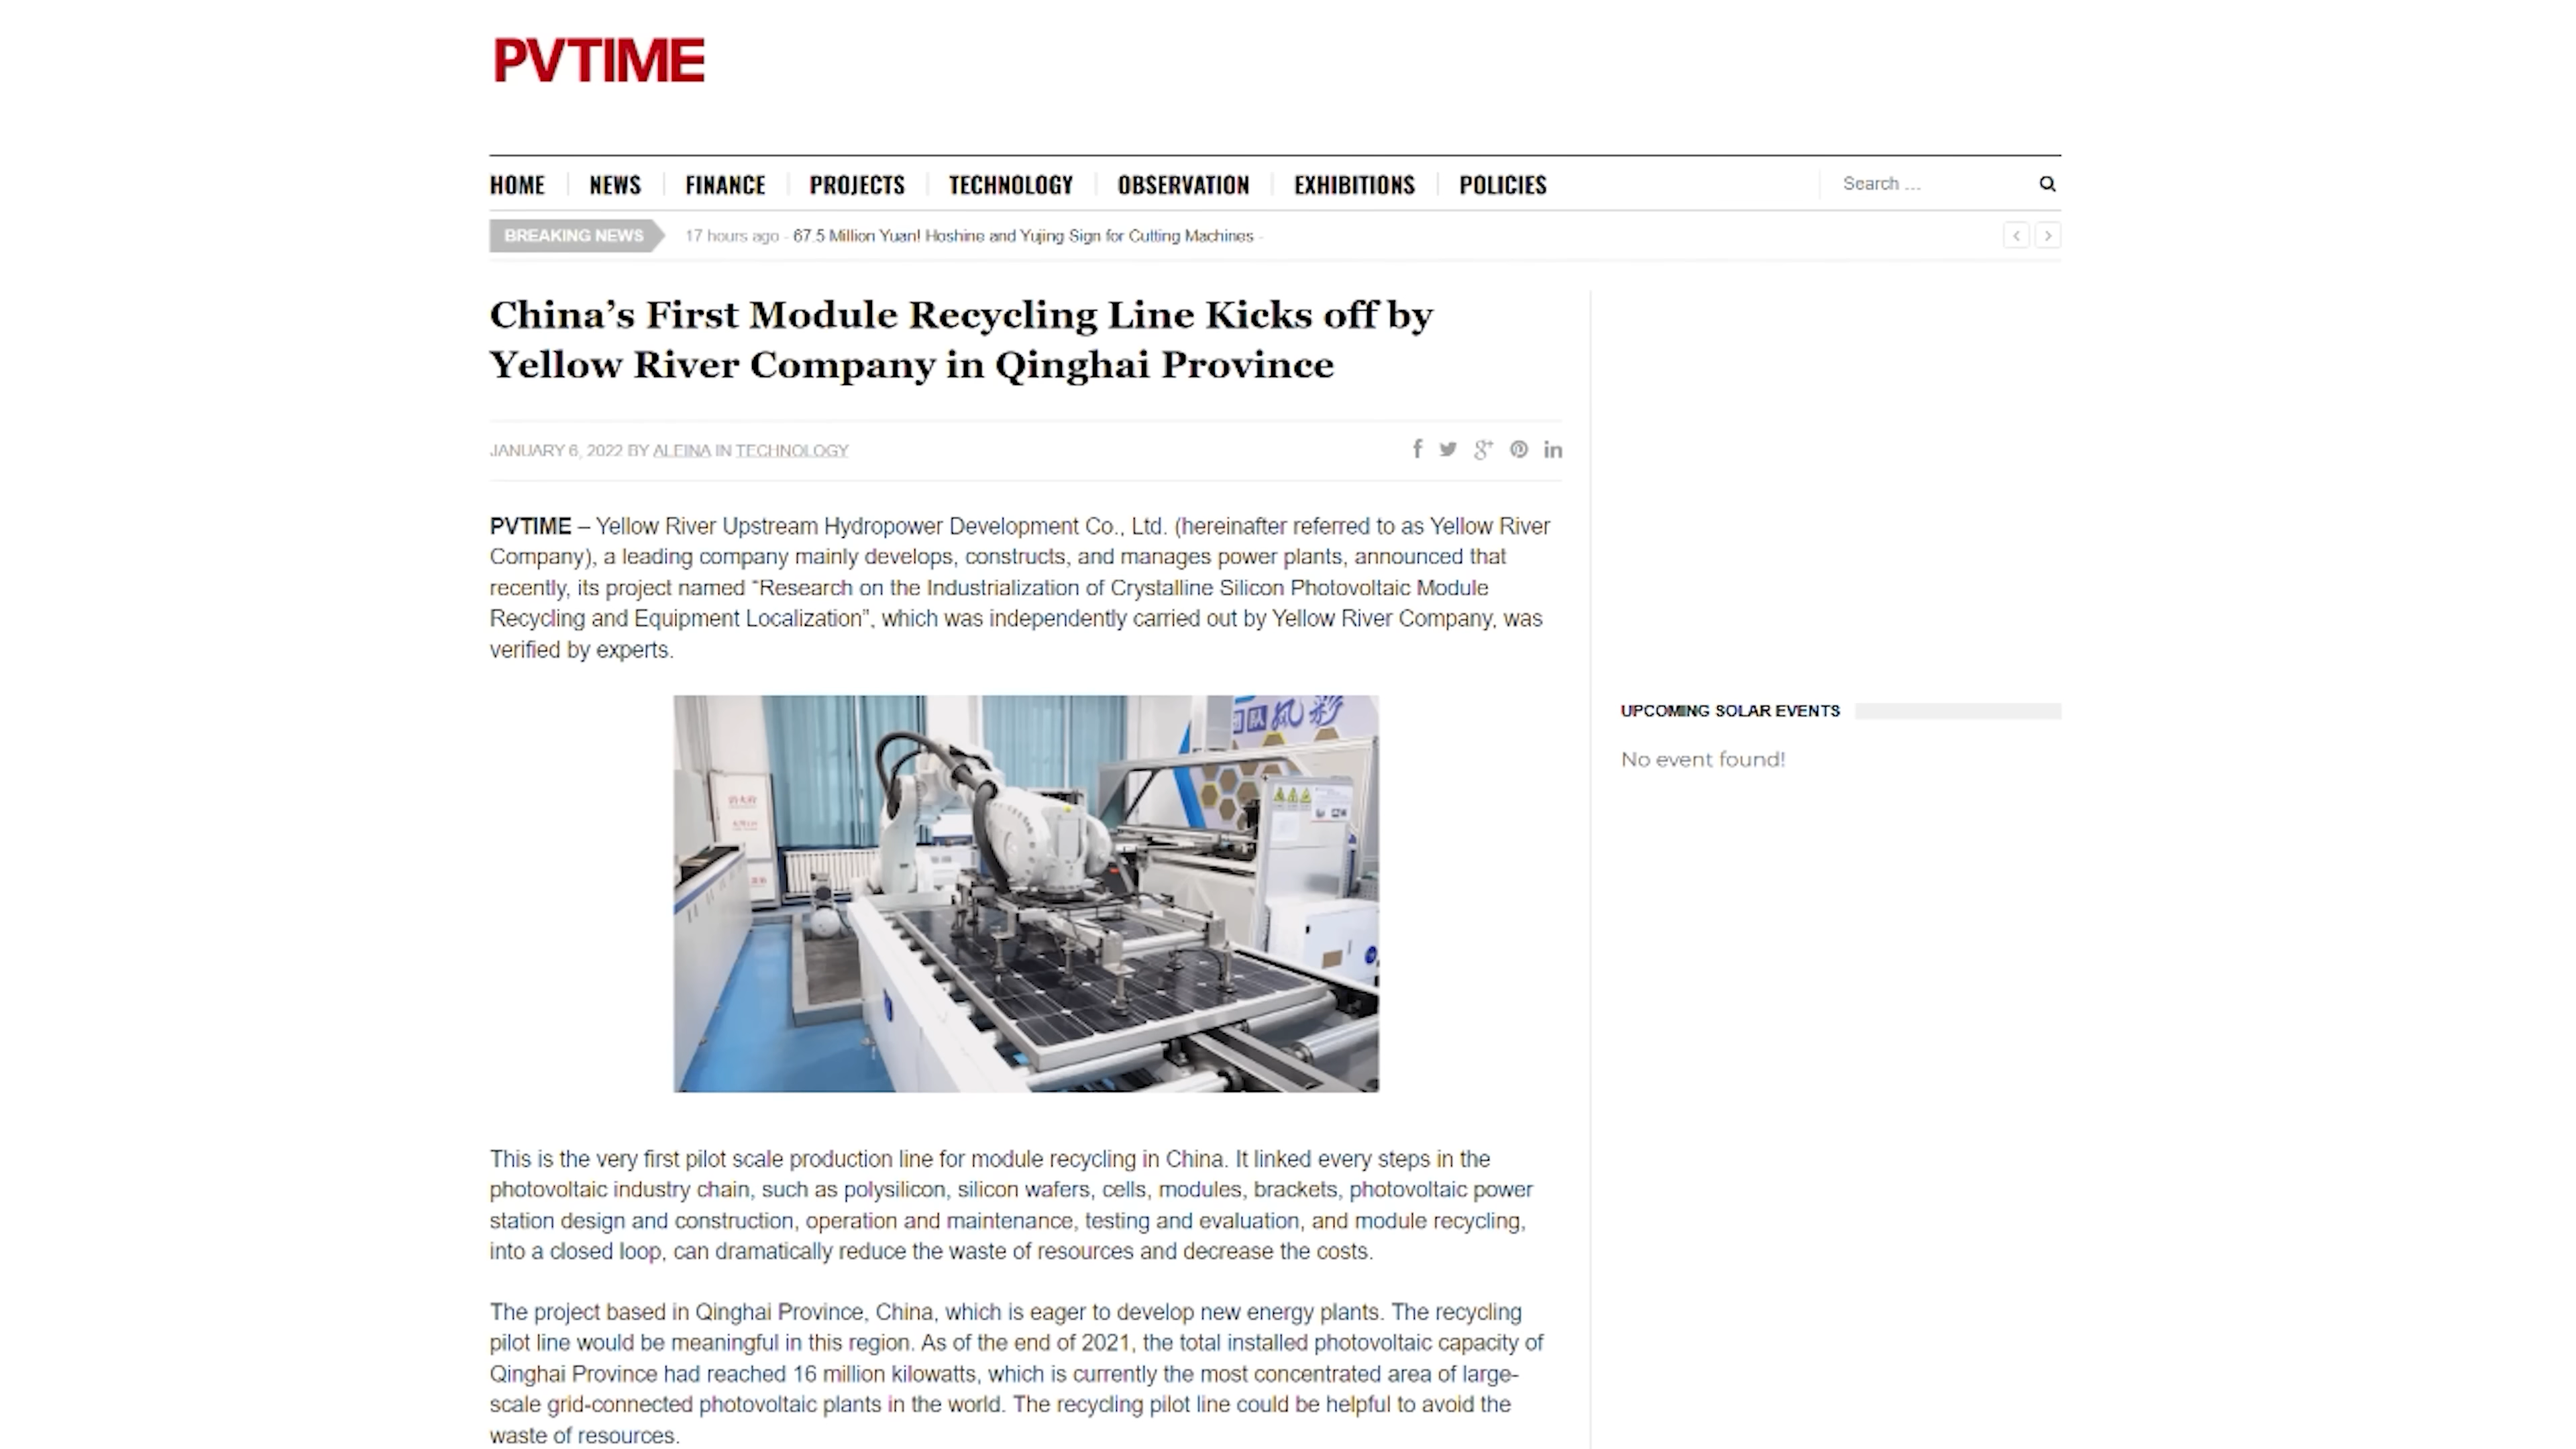 PVTIME
HOME
NEWS
FINANCE
PROJECTS
TECHNOLOGY
OBSERVATION
EXHIBITIONS
POLICIES
Search ...
BREAKING NEWS
17 hours ago - 67.5 Million Yuan! Hoshine and Yujing Sign for Cutting Machines -
China’s First Module Recycling Line Kicks off by
Yellow River Company in Qinghai Province
JANUARY 6, 2022 BY ALEINA IN TECHNOLOGY
PVTIME – Yellow River Upstream Hydropower Development Co., Ltd. (hereinafter referred to as Yellow River
Company), a leading company mainly develops, constructs, and manages power plants, announced that
recently, its project named “Research on the Industrialization of Crystalline Silicon Photovoltaic Module
Recycling and Equipment Localization”, which was independently carried out by Yellow River Company, was
verified by experts.
队风彩
UPCOMING SOLAR EVENTS
No event found!
This is the very first pilot scale production line for module recycling in China. It linked every steps in the
photovoltaic industry chain, such as polysilicon, silicon wafers, cells, modules, brackets, photovoltaic power
station design and construction, operation and maintenance, testing and evaluation, and module recycling,
into a closed loop, can dramatically reduce the waste of resources and decrease the costs.
The project based in Qinghai Province, China, which is eager to develop new energy plants. The recycling
pilot line would be meaningful in this region. As of the end of 2021, the total installed photovoltaic capacity of
Qinghai Province had reached 16 million kilowatts, which is currently the most concentrated area of large-
scale grid-connected photovoltaic plants in the world. The recycling pilot line could be helpful to avoid the
waste of resources.